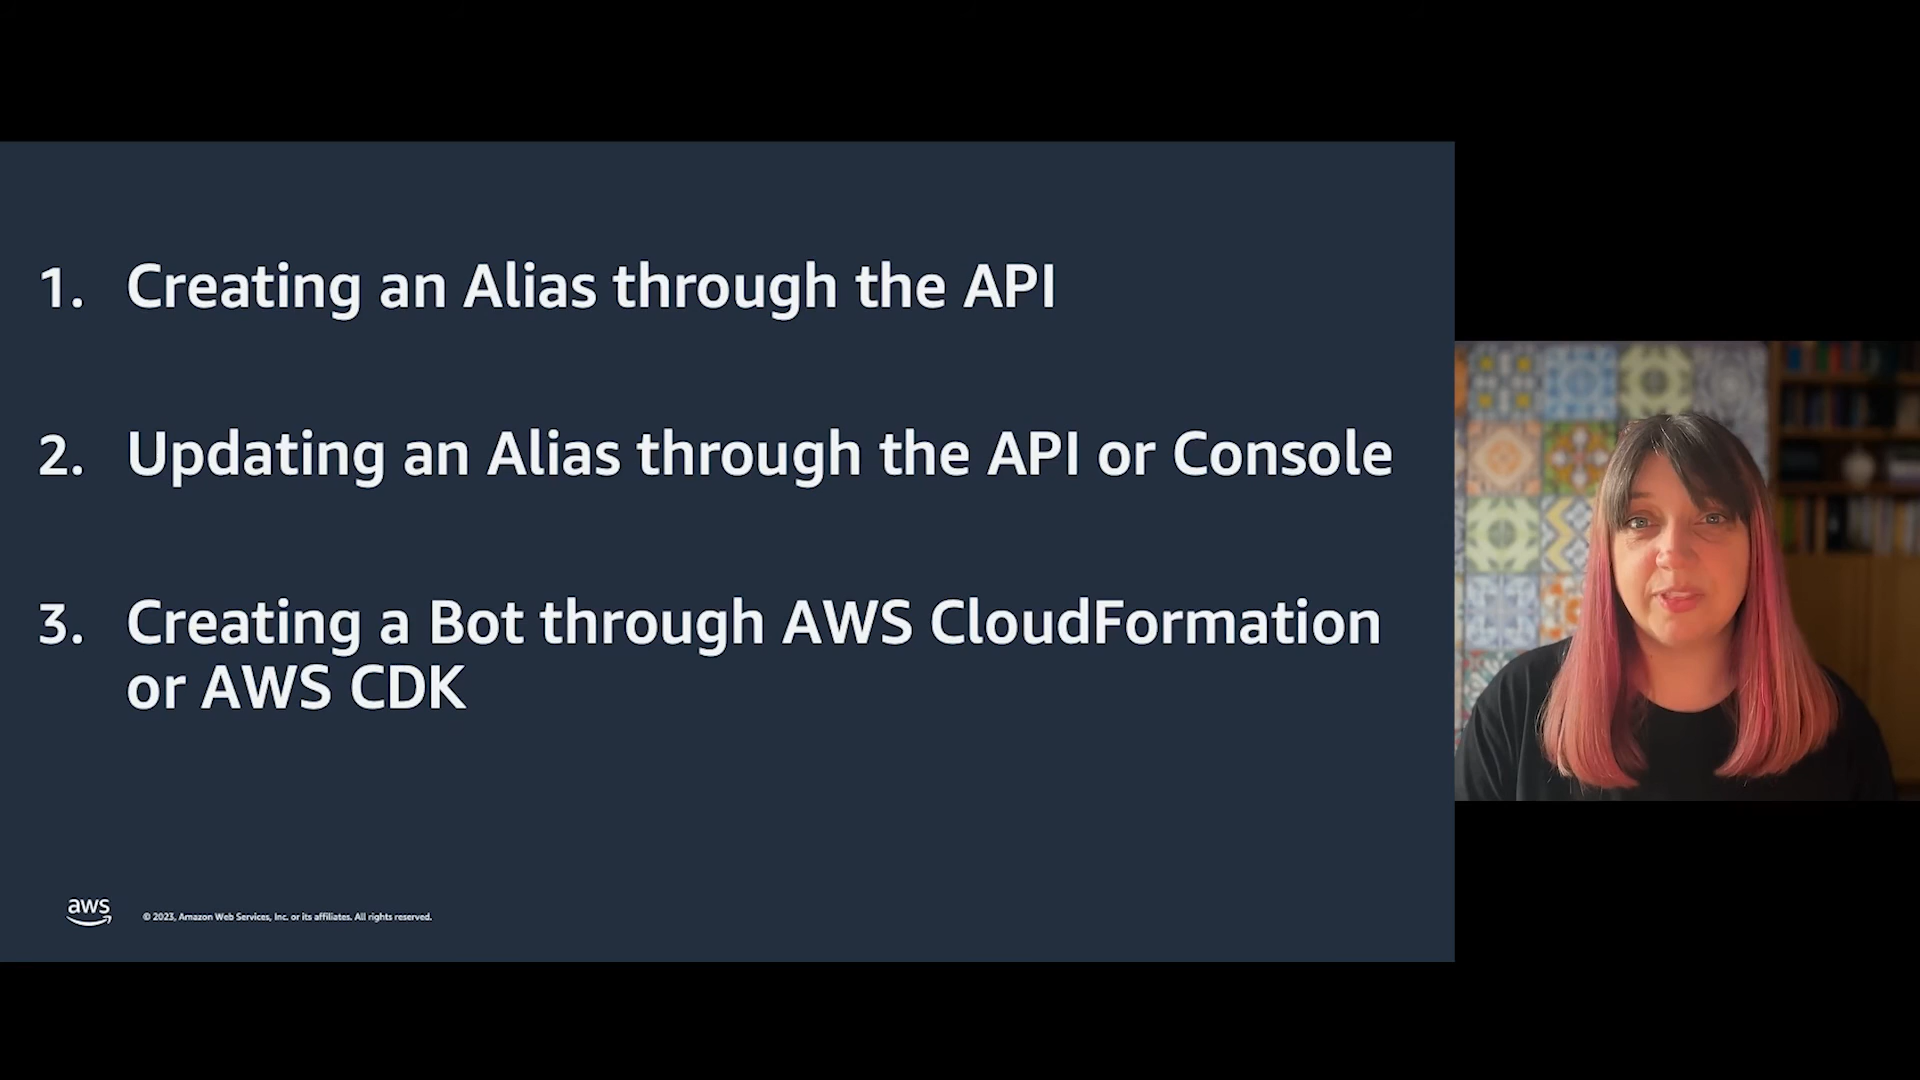 1. Creating an Alias through the API
2. Updating an Alias through the API or Console
3. Creating a Bot through AWS CloudFormation
or AWS CDK
aws
© 2023, Amazon Web Services, Inc. or its affiliates. All rights reserved.